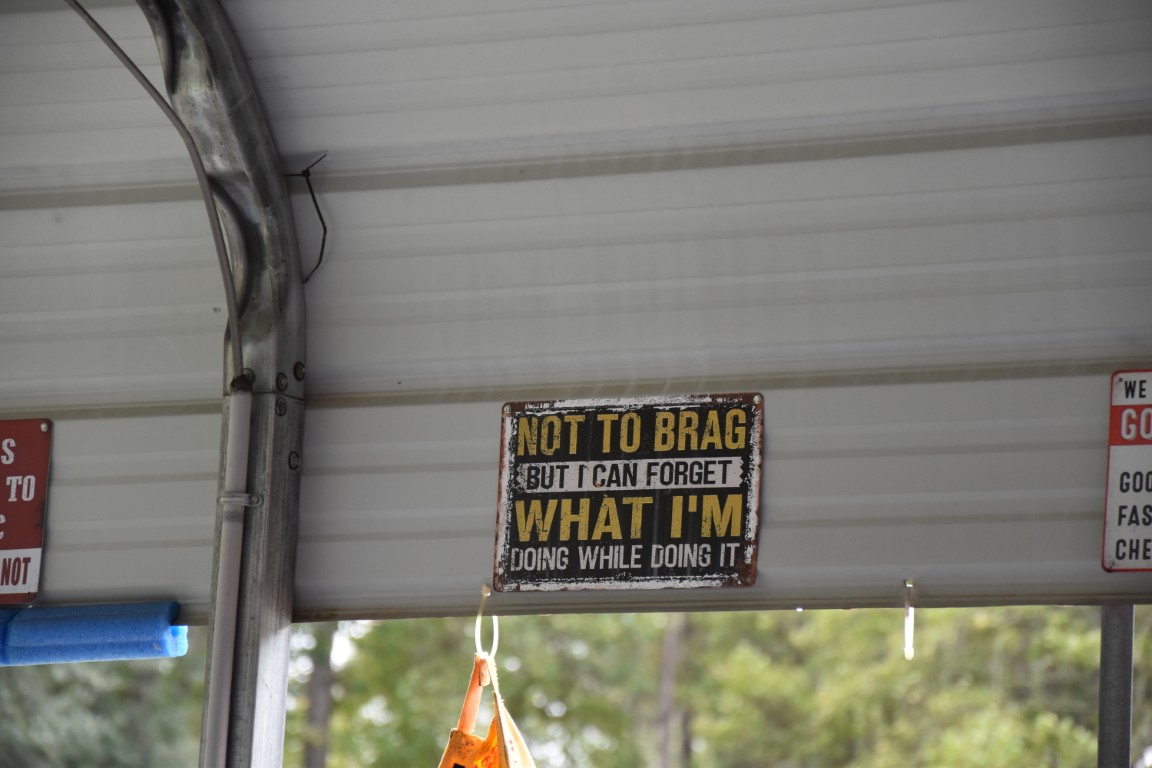 S
TO
NOT
NOT TO BRAG
BUT I CAN FORGET
WHAT I'M
DOING WHILE DOING IT
WE
GO
GOO
FAS
CHE